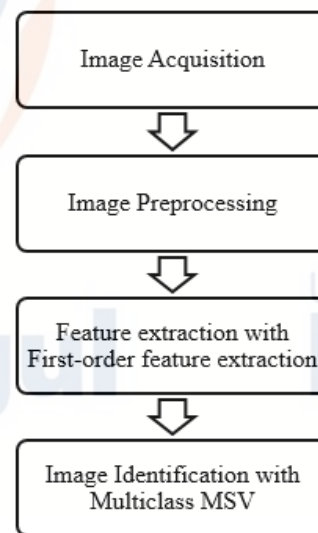 Image Acquisition
Image Preprocessing
Feature extraction with
First-order feature extraction
Image Identification with
Multiclass MSV